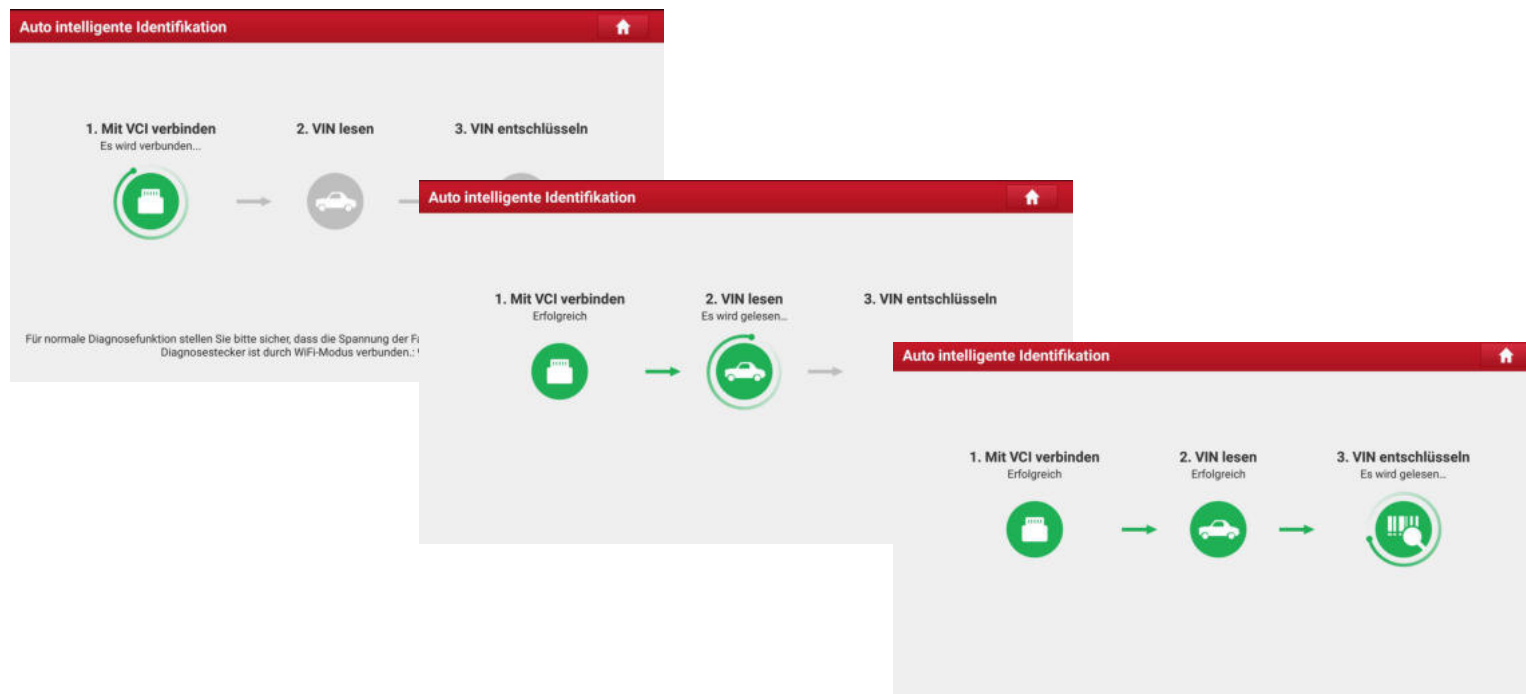 Auto intelligente Identifikation
1. Mit VCI verbinden
Es wird verbunden...
2. VIN lesen
3. VIN entschlüsseln
Für normale Diagnosefunktion stellen Sie bitte sicher, dass die Spannung der
Diagnosestecker ist durch WiFi-Modus verbunden.:
Auto intelligente Identifikation
1. Mit VCI verbinden
Erfolgreich
2. VIN lesen
Es wird gelesen...
3. VIN entschlüsseln
Auto intelligente Identifikation
1. Mit VCI verbinden
Erfolgreich
2. VIN lesen
Erfolgreich
3. VIN entschlüsseln
Es wird gelesen...